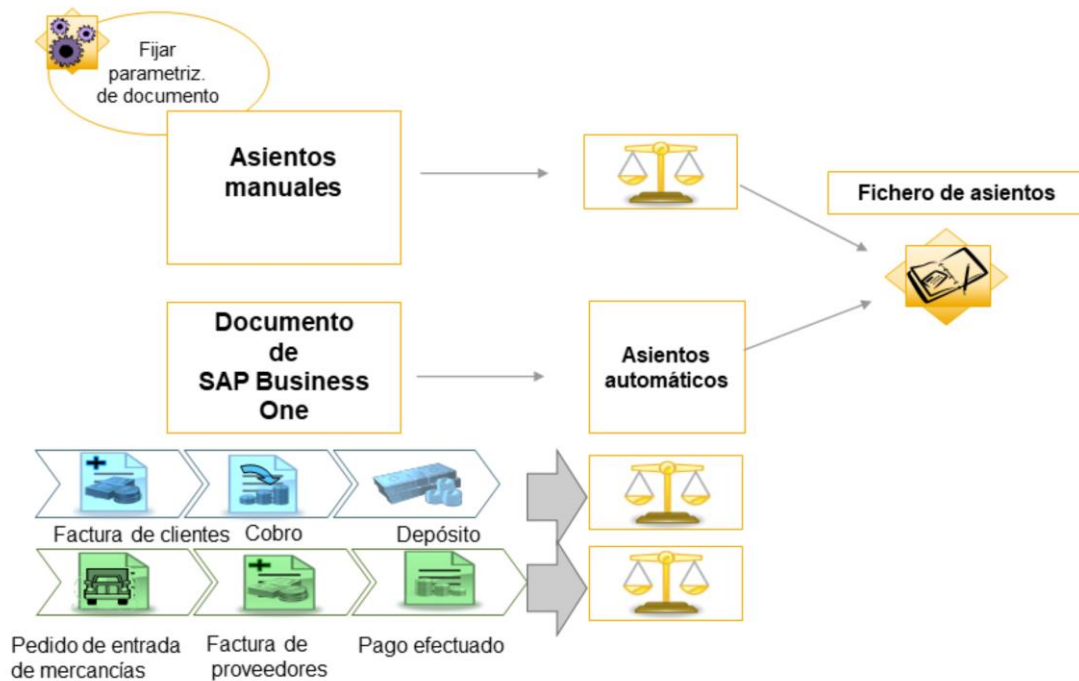 Fijar
parametriz.
de documento
Asientos
manuales
Fichero de asientos
Documento
de
SAP Business
One
Asientos
automáticos
Factura de clientes
Cobro
Depósito
Pedido de entrada
de mercancías
Factura de
proveedores
Pago efectuado